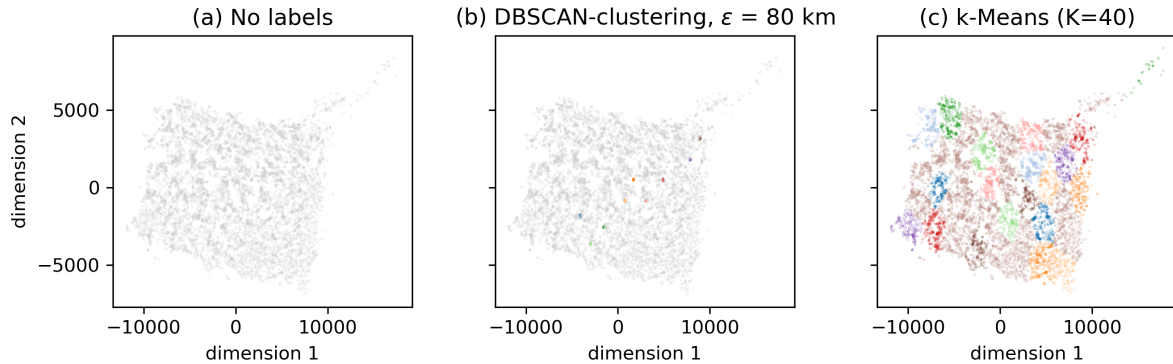 (a) No labels
(b) DBSCAN-clustering, ε = 80 km
(c) k-Means (K=40)
dimension 2
5000
0
−5000
−10000 0 10000
−10000 0 10000
−10000 0 10000
dimension 1
dimension 1
dimension 1